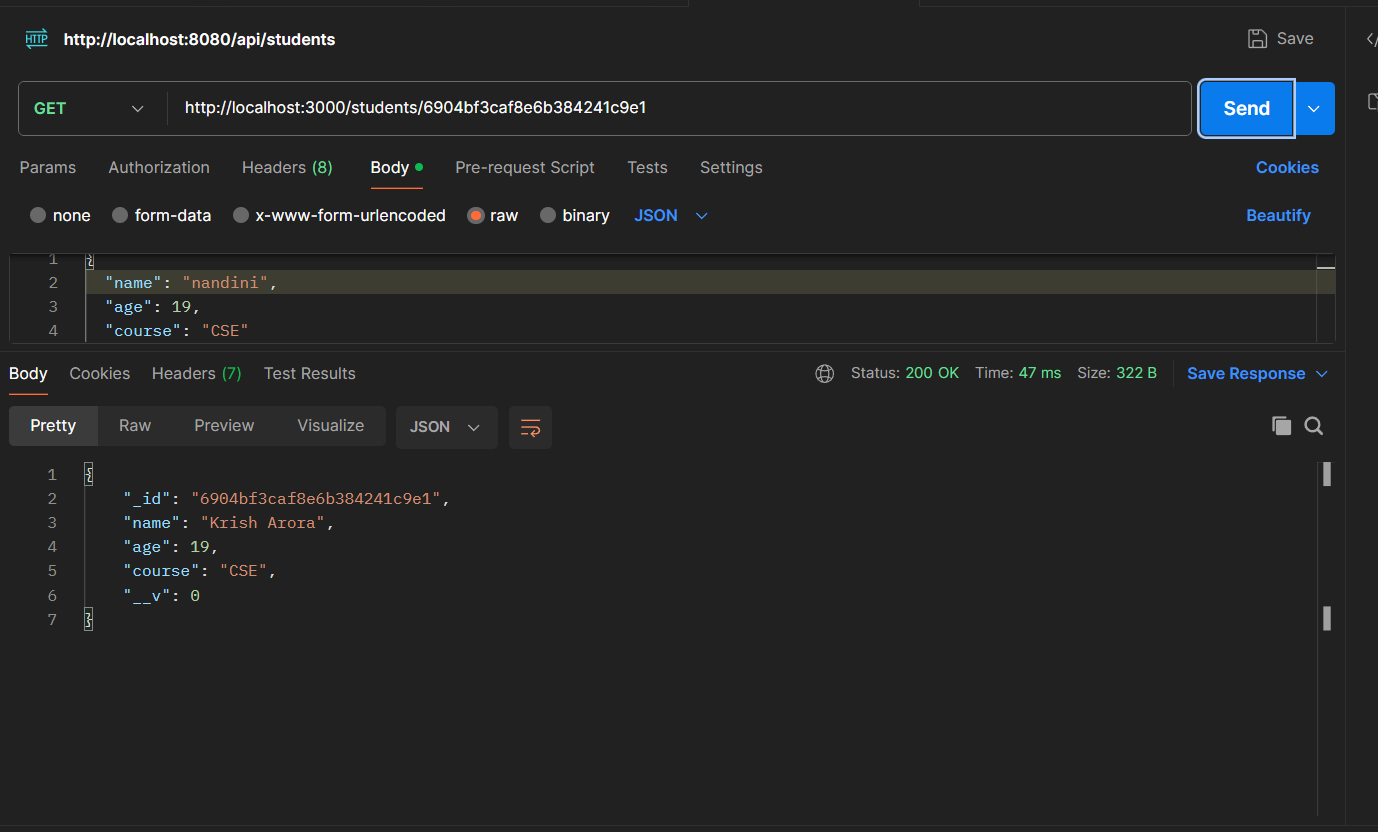 HTTP http://localhost:8080/api/students Save
GET http://localhost:3000/students/6904bf3caf8e6b384241c9e1 Send
Params Authorization Headers (8) Body Pre-request Script Tests Settings Cookies
none form-data x-www-form-urlencoded raw binary JSON Beautify
1 {
2 "name": "nandini",
3 "age": 19,
4 "course": "CSE"
Body Cookies Headers (7) Test Results Status: 200 OK Time: 47 ms Size: 322 B Save Response
Pretty Raw Preview Visualize JSON
1 {
2 "_id": "6904bf3caf8e6b384241c9e1",
3 "name": "Krish Arora",
4 "age": 19,
5 "course": "CSE",
6 "__v": 0
7 }